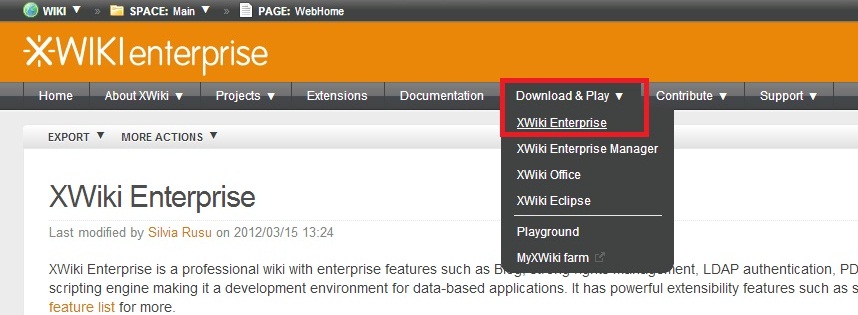 WIKI ▼ » SPACE: Main ▼ » PAGE: WebHome
XWIKI enterprise
Home About XWiki ▼ Projects ▼ Extensions Documentation Download & Play ▼ Contribute ▼ Support ▼
XWiki Enterprise
XWiki Enterprise Manager
XWiki Office
XWiki Eclipse
Playground
MyXWiki farm
EXPORT ▼ MORE ACTIONS ▼
XWiki Enterprise
Last modified by Silvia Rusu on 2012/03/15 13:24
XWiki Enterprise is a professional wiki with enterprise features such as Blog, strong rights management, LDAP authentication, PD
scripting engine making it a development environment for data-based applications. It has powerful extensibility features such as s
feature list for more.